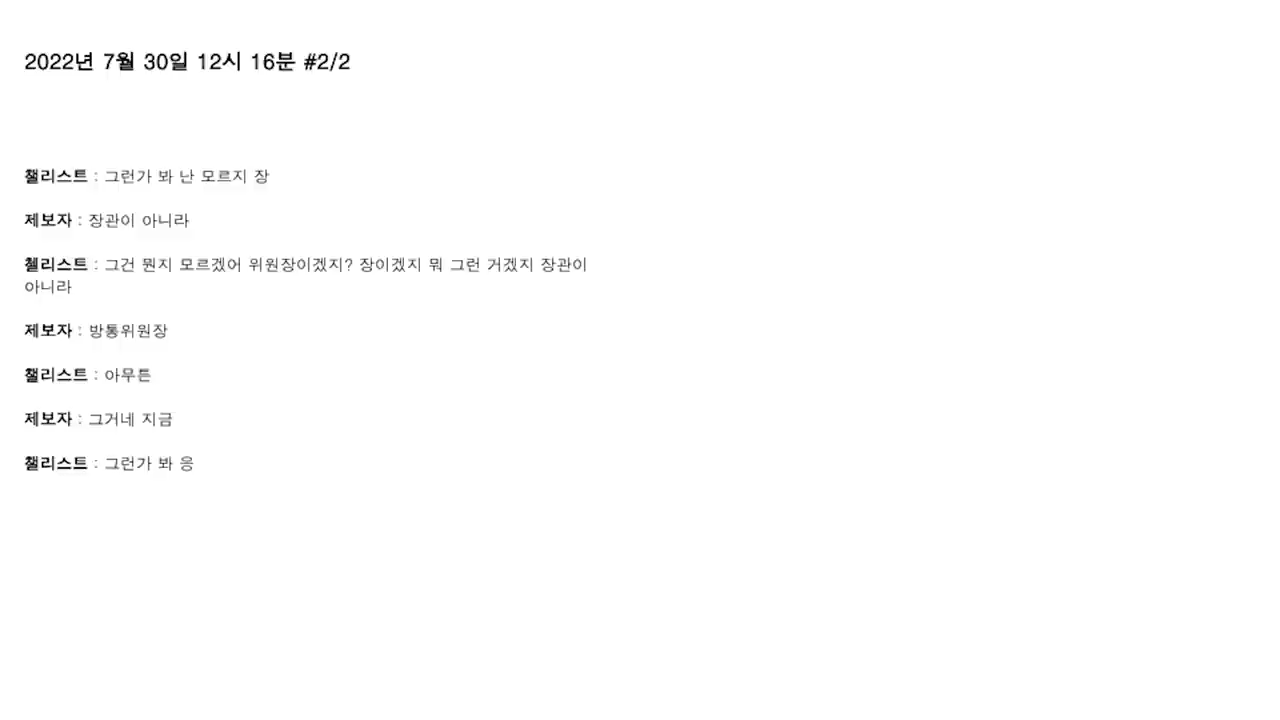 2022년 7월 30일 12시 16분 #2/2
챌리스트 : 그런가 봐 난 모르지 장
제보자 : 장관이 아니라
첼리스트 : 그건 뭔지 모르겠어 위원장이겠지? 장이겠지 뭐 그런 거겠지 장관이
아니라
제보자 : 방통위원장
챌리스트 : 아무튼
제보자 : 그거네 지금
챌리스트 : 그런가 봐 응